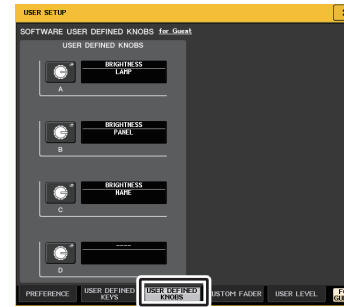 USER SETUP
SOFTWARE USER DEFINED KNOBS for Guest
USER DEFINED KNOBS
BRIGHTNESS
LAMP
A
BRIGHTNESS
PANEL
B
BRIGHTNESS
NAME
C
----
D
PREFERENCE
USER DEFINED
KEYS
USER DEFINED
KNOBS
USTOM FADER
USER LEVEL